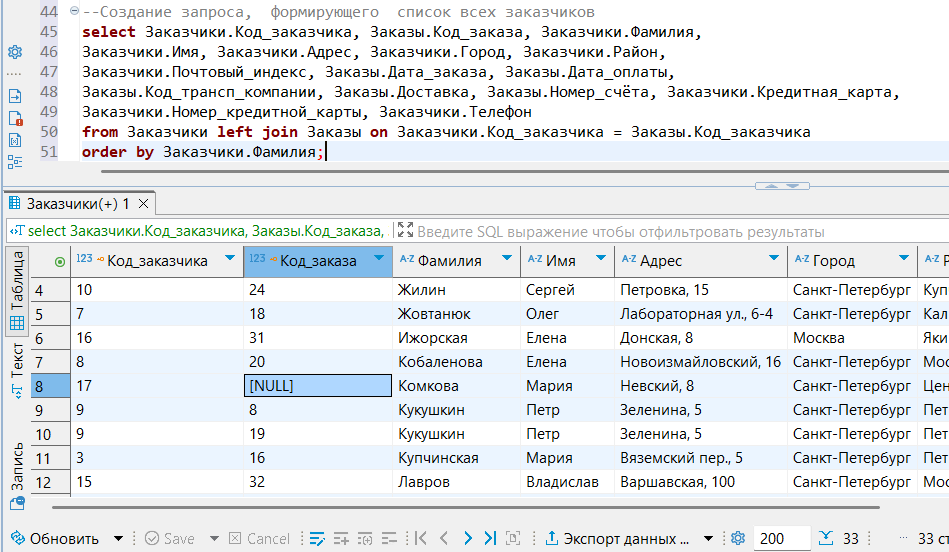 44 --Создание запроса, формирующего список всех заказчиков
45 select Заказчики.Код_заказчика, Заказы.Код_заказа, Заказчики.Фамилия,
46 Заказчики.Имя, Заказчики.Адрес, Заказчики.Город, Заказчики.Район,
47 Заказчики.Почтовый_индекс, Заказы.Дата_заказа, Заказы.Дата_оплаты,
48 Заказы.Код_трансп_компании, Заказы.Доставка, Заказы.Номер_счёта, Заказчики.Кредитная_карта,
49 Заказчики.Номер_кредитной_карты, Заказчики.Телефон
50 from Заказчики left join Заказы on Заказчики.Код_заказчика = Заказы.Код_заказчика
51 order by Заказчики.Фамилия;
Заказчики(+) 1
select Заказчики.Код_заказчика, Заказы.Код_заказа, Введите SQL выражение чтобы отфильтровать результаты
Таблица
Текст
Запись
123 Код_заказчика 123 Код_заказа A-Z Фамилия A-Z Имя A-Z Адрес A-Z Город A-Z Р
4 10 24 Жилин Сергей Петровка, 15 Санкт-Петербург Куп
5 7 18 Жовтанюк Олег Лабораторная ул., 6-4 Санкт-Петербург Кал
6 16 31 Ижорская Елена Донская, 8 Москва Яки
7 8 20 Кобаленова Елена Новоизмайловский, 16 Санкт-Петербург Мос
8 17 [NULL] Комкова Мария Невский, 8 Санкт-Петербург Цен
9 9 8 Кукушкин Петр Зеленина, 5 Санкт-Петербург Пет
10 9 19 Кукушкин Петр Зеленина, 5 Санкт-Петербург Пет
11 3 16 Купчинская Мария Вяземский пер., 5 Санкт-Петербург Пет
12 15 32 Лавров Владислав Варшавская, 100 Санкт-Петербург Мос
Обновить Save Cancel Экспорт данных ... 200 33 ... 33 ст